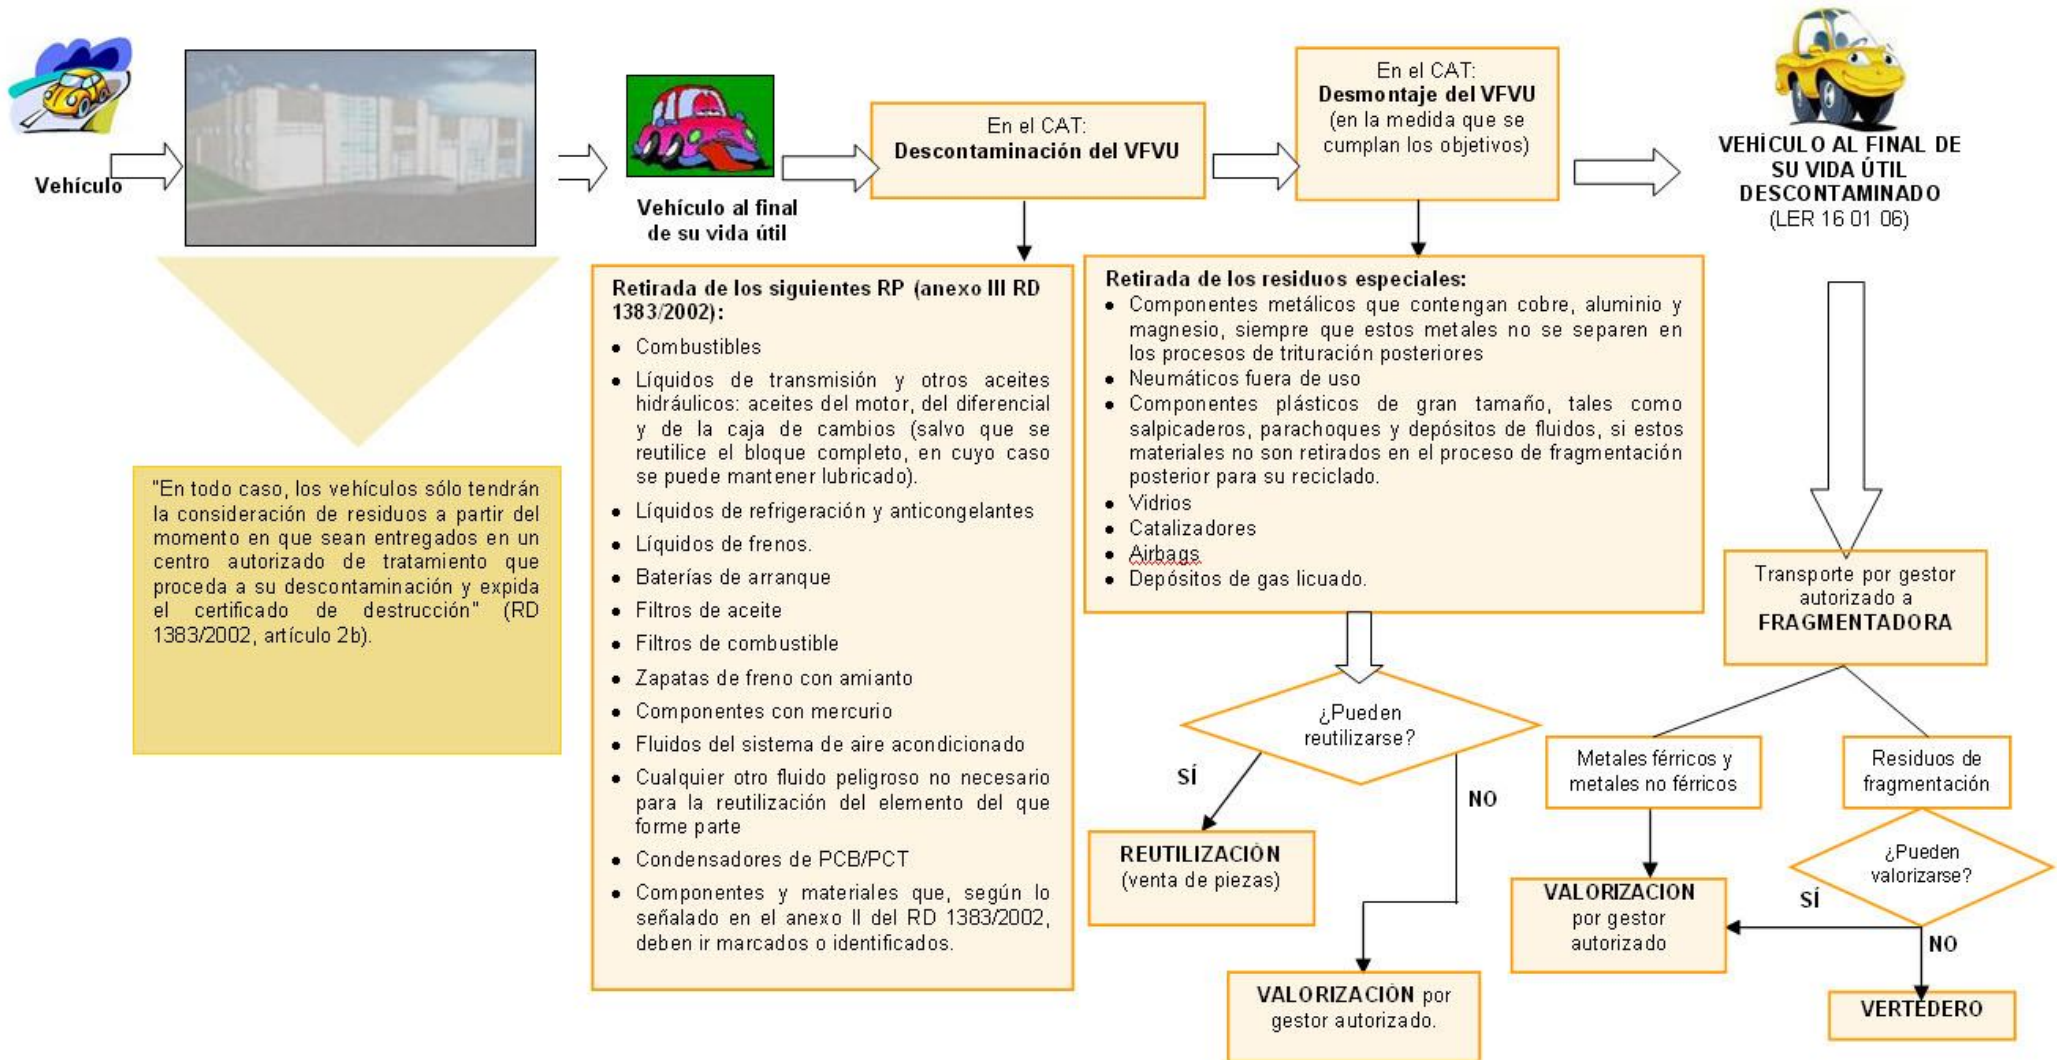 Vehículo
Vehículo al final
de su vida útil
En el CAT:
Descontaminación del VFVU
En el CAT:
Desmontaje del VFVU
(en la medida que se
cumplan los objetivos)
VEHÍCULO AL FINAL DE
SU VIDA ÚTIL
DESCONTAMINADO
(LER 16 01 06)
"En todo caso, los vehículos sólo tendrán
la consideración de residuos a partir del
momento en que sean entregados en un
centro autorizado de tratamiento que
proceda a su descontaminación y expida
el certificado de destrucción" (RD
1383/2002, artículo 2b).
Retirada de los siguientes RP (anexo III RD
1383/2002):
• Combustibles
• Líquidos de transmisión y otros aceites
hidráulicos: aceites del motor, del diferencial
y de la caja de cambios (salvo que se
reutilice el bloque completo, en cuyo caso
se puede mantener lubricado).
• Líquidos de refrigeración y anticongelantes
• Líquidos de frenos.
• Baterías de arranque
• Filtros de aceite
• Filtros de combustible
• Zapatas de freno con amianto
• Componentes con mercurio
• Fluidos del sistema de aire acondicionado
• Cualquier otro fluido peligroso no necesario
para la reutilización del elemento del que
forme parte
• Condensadores de PCB/PCT
• Componentes y materiales que, según lo
señalado en el anexo II del RD 1383/2002,
deben ir marcados o identificados.
Retirada de los residuos especiales:
• Componentes metálicos que contengan cobre, aluminio y
magnesio, siempre que estos metales no se separen en
los procesos de trituración posteriores
• Neumáticos fuera de uso
• Componentes plásticos de gran tamaño, tales como
salpicaderos, parachoques y depósitos de fluidos, si estos
materiales no son retirados en el proceso de fragmentación
posterior para su reciclado.
• Vidrios
• Catalizadores
• Airbags
• Depósitos de gas licuado.
¿Pueden
reutilizarse?
SÍ
NO
REUTILIZACIÓN
(venta de piezas)
VALORIZACIÓN por
gestor autorizado.
Transporte por gestor
autorizado a
FRAGMENTADORA
Metales férricos y
metales no férricos
Residuos de
fragmentación
¿Pueden
valorizarse?
SÍ
NO
VALORIZACION
por gestor
autorizado
VERTEDERO